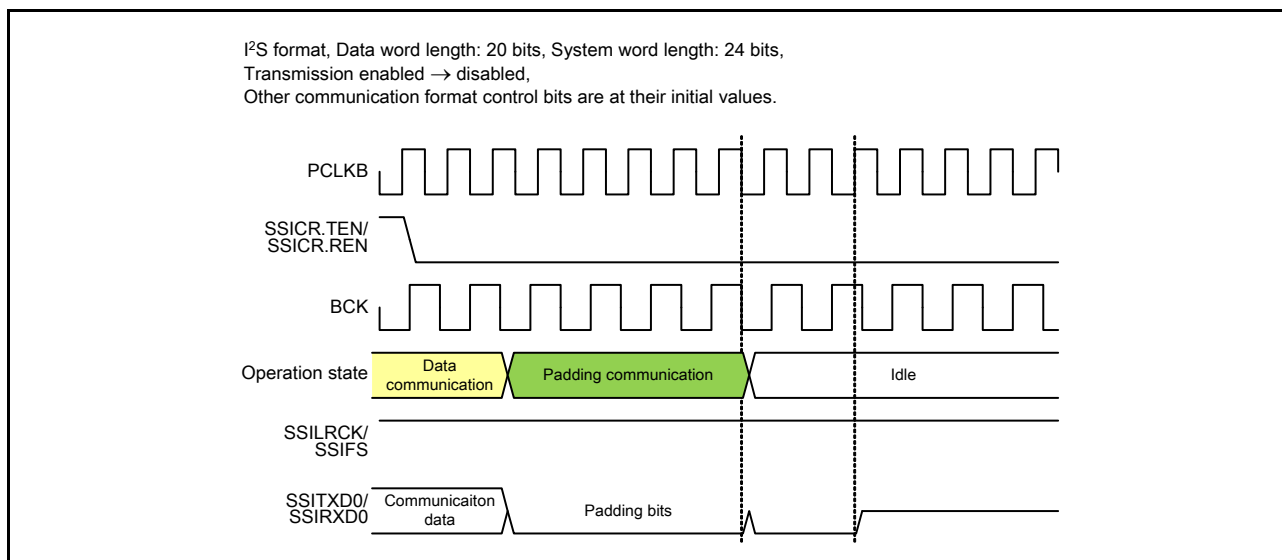 I²S format, Data word length: 20 bits, System word length: 24 bits,
Transmission enabled → disabled,
Other communication format control bits are at their initial values.
PCLKB
SSICR.TEN/
SSICR.REN
BCK
Operation state
Data
communication
Padding communication
Idle
SSILRCK/
SSIFS
SSITXD0/
SSIRXD0
Communicaiton
data
Padding bits